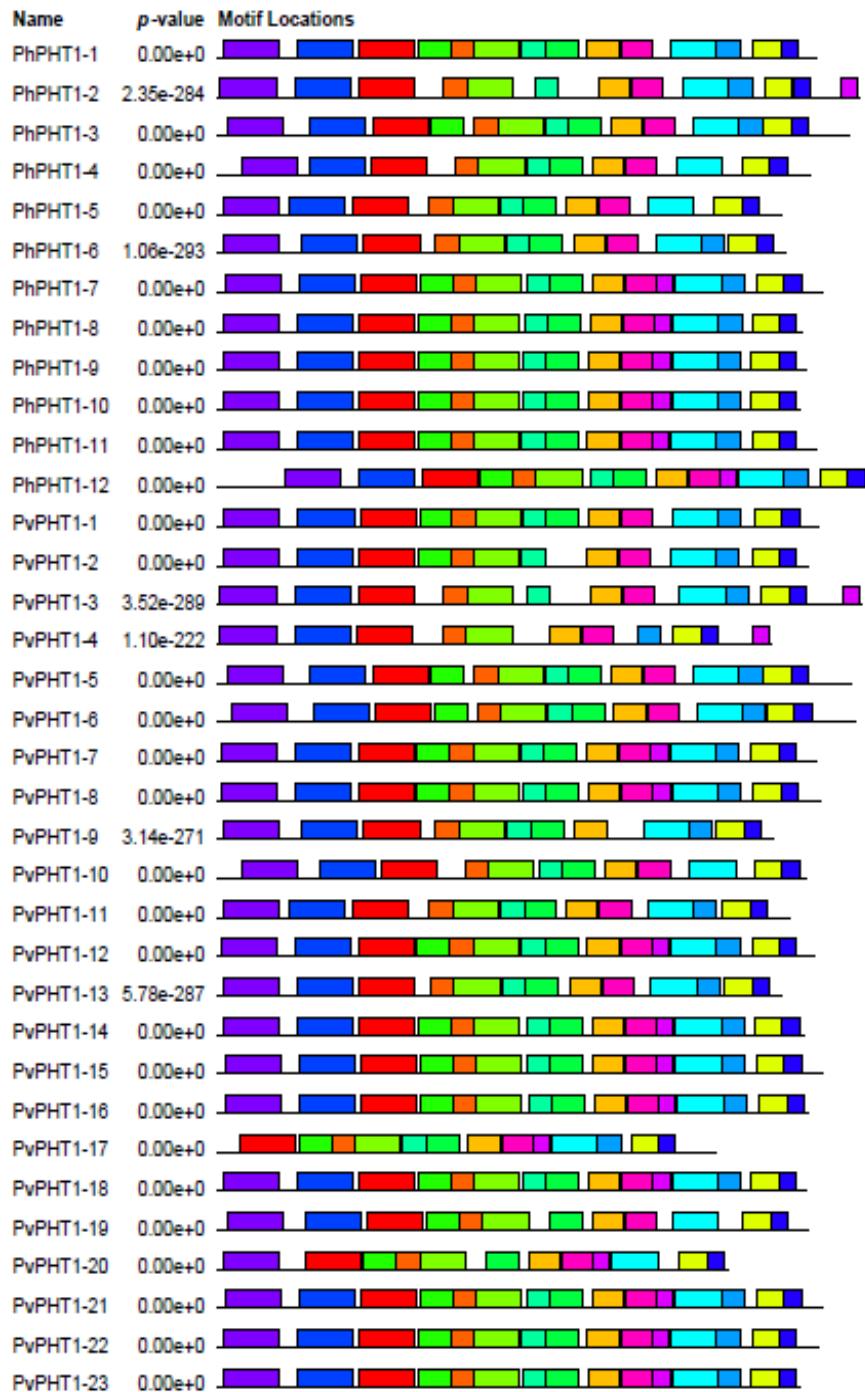 Name p-value Motif Locations
PhPHT1-1 0.00e+0
PhPHT1-2 2.35e-284
PhPHT1-3 0.00e+0
PhPHT1-4 0.00e+0
PhPHT1-5 0.00e+0
PhPHT1-6 1.06e-293
PhPHT1-7 0.00e+0
PhPHT1-8 0.00e+0
PhPHT1-9 0.00e+0
PhPHT1-10 0.00e+0
PhPHT1-11 0.00e+0
PhPHT1-12 0.00e+0
PvPHT1-1 0.00e+0
PvPHT1-2 0.00e+0
PvPHT1-3 3.52e-289
PvPHT1-4 1.10e-222
PvPHT1-5 0.00e+0
PvPHT1-6 0.00e+0
PvPHT1-7 0.00e+0
PvPHT1-8 0.00e+0
PvPHT1-9 3.14e-271
PvPHT1-10 0.00e+0
PvPHT1-11 0.00e+0
PvPHT1-12 0.00e+0
PvPHT1-13 5.78e-287
PvPHT1-14 0.00e+0
PvPHT1-15 0.00e+0
PvPHT1-16 0.00e+0
PvPHT1-17 0.00e+0
PvPHT1-18 0.00e+0
PvPHT1-19 0.00e+0
PvPHT1-20 0.00e+0
PvPHT1-21 0.00e+0
PvPHT1-22 0.00e+0
PvPHT1-23 0.00e+0